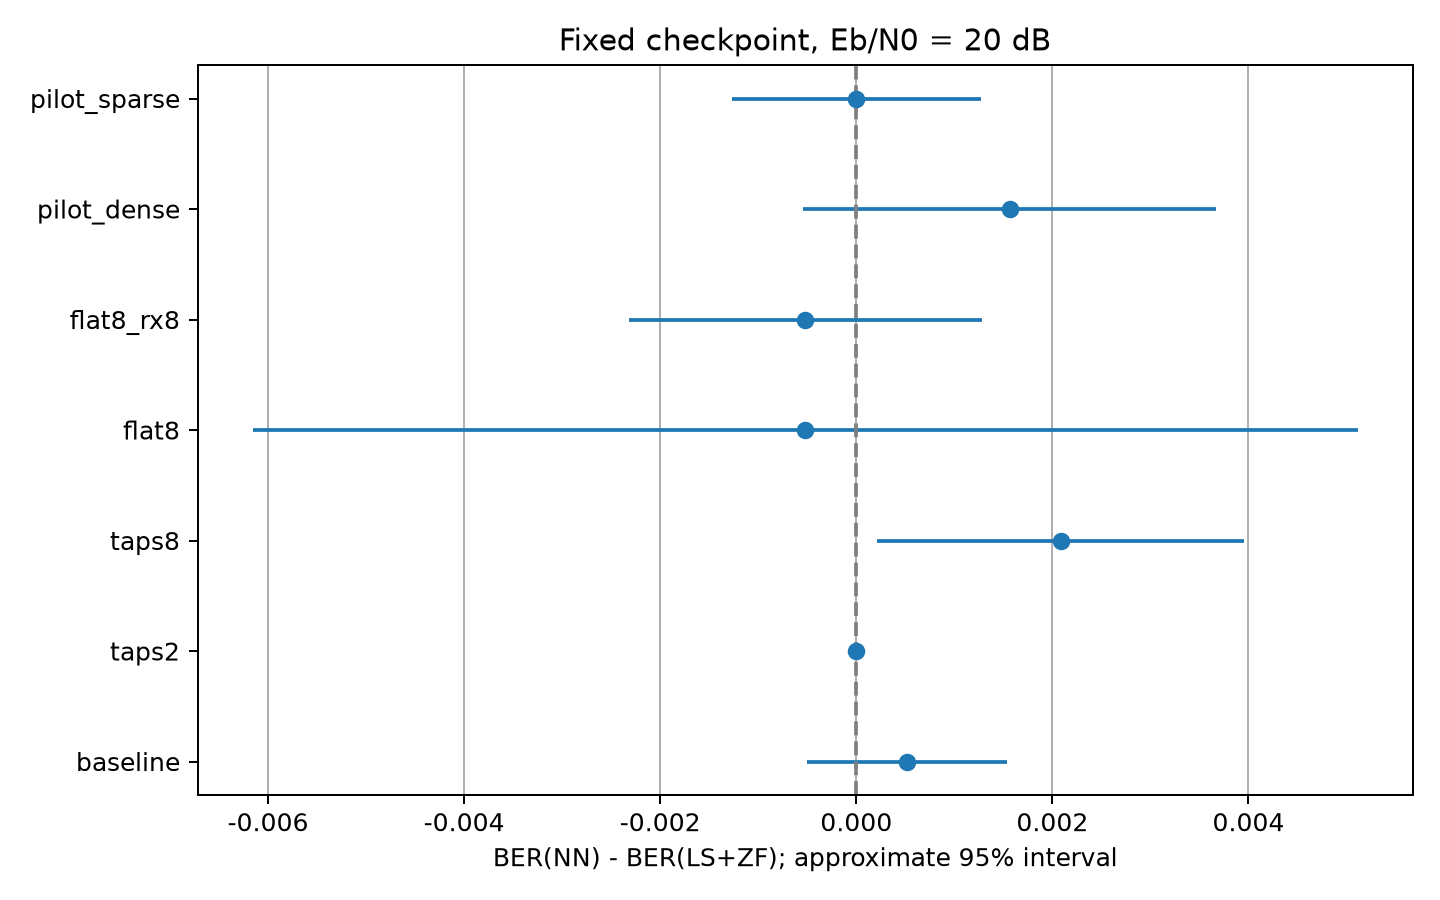 Fixed checkpoint, Eb/N0 = 20 dB
pilot_sparse
pilot_dense
flat8_rx8
flat8
taps8
taps2
baseline
-0.006 -0.004 -0.002 0.000 0.002 0.004
BER(NN) - BER(LS+ZF); approximate 95% interval